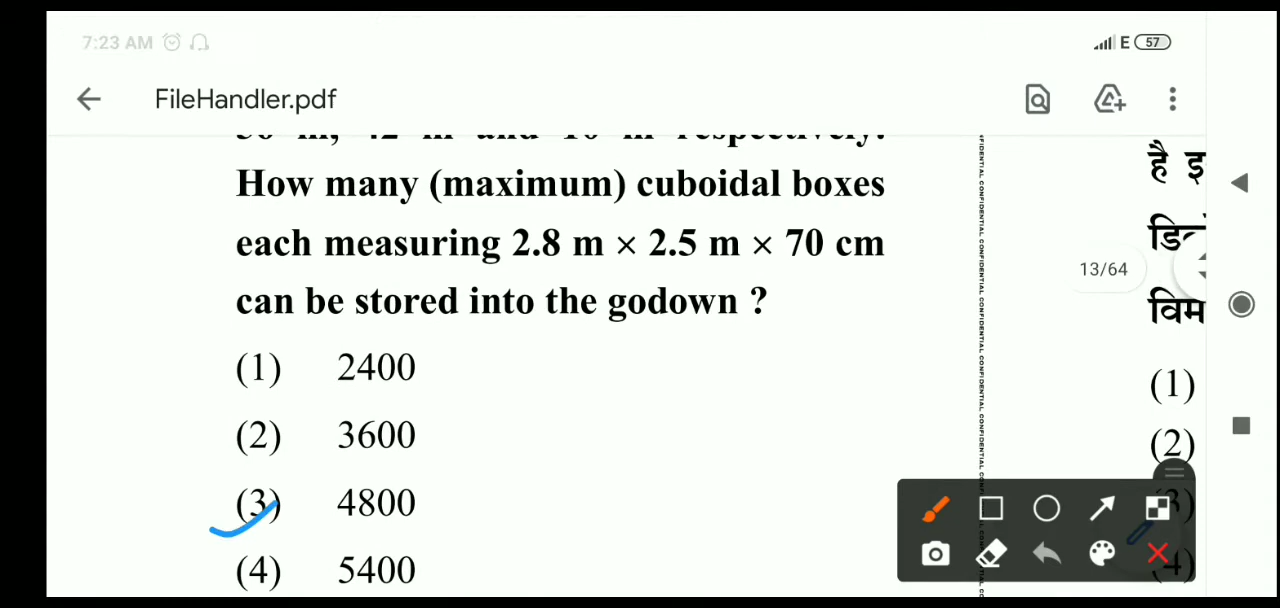 7:23 AM
E 57
FileHandler.pdf
How many (maximum) cuboidal boxes
each measuring 2.8 m × 2.5 m × 70 cm
can be stored into the godown ?
(1) 2400
(2) 3600
(3) 4800
(4) 5400
13/64
है
(1)
(2)